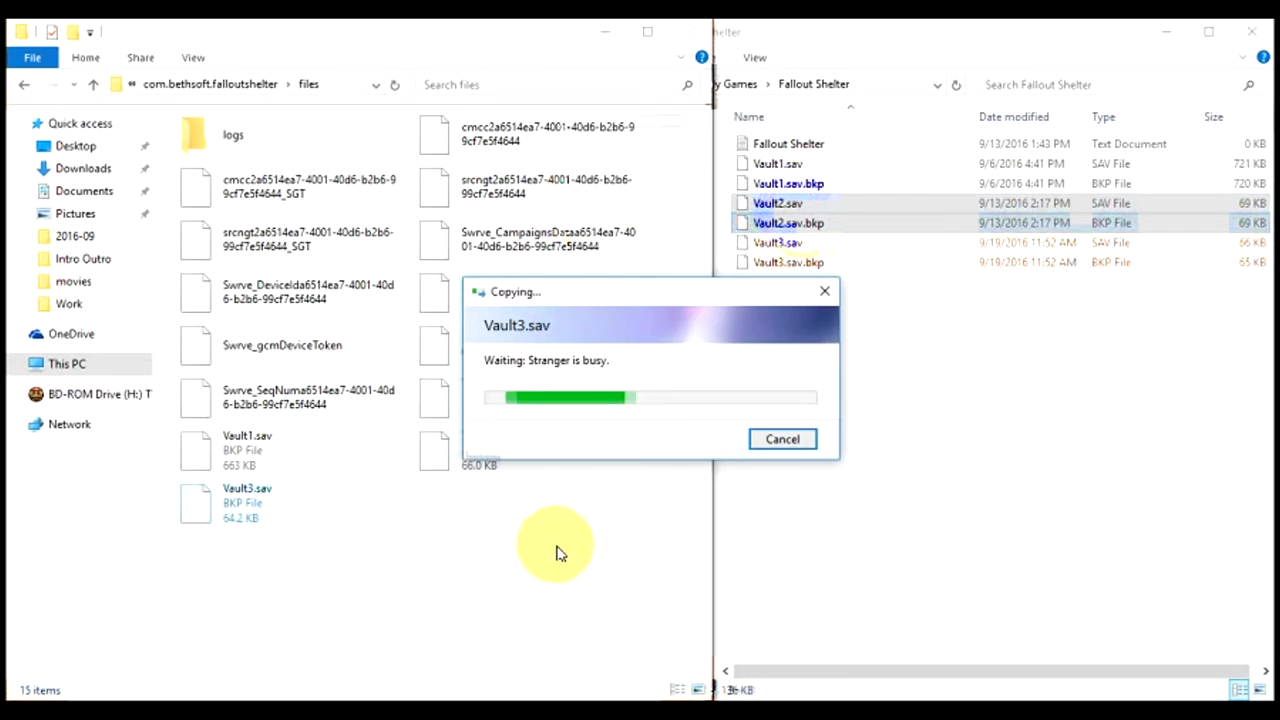 File
Home
Share
View
com.bethsoft.falloutshelter
files
Search files
Quick access
Desktop
Downloads
Documents
Pictures
2016-09
Intro Outro
movies
Work
OneDrive
This PC
BD-ROM Drive (H:) T
Network
logs
cmcc2a6514ea7-4001-40d6-b2b6-9
9cf7e5f4644
cmcc2a6514ea7-4001-40d6-b2b6-9
99cf7e5f4644_SGT
srcngt2a6514ea7-4001-40d6-b2b6-
99cf7e5f4644
srcngt2a6514ea7-4001-40d6-b2b6-
99cf7e5f4644_SGT
Swrve_CampaignsDataa6514ea7-40
01-40d6-b2b6-99cf7e5f4644
Swrve_DeviceIda6514ea7-40d
6-b2b6-99cf7e5f4644
Swrve_gcmDeviceToken
Swrve_SeqNuma6514ea7-4001-40d
6-b2b6-99cf7e5f4644
Vault1.sav
BKP File
663 KB
66.0 KB
Vault3.sav
BKP File
64.2 KB
15 items
Copying...
Vault3.sav
Waiting: Stranger is busy.
Cancel
elter
View
y Games
Fallout Shelter
Search Fallout Shelter
Name
Date modified
Type
Size
Fallout Shelter
9/13/2016 1:43 PM
Text Document
0 KB
Vault1.sav
9/6/2016 4:41 PM
SAV File
721 KB
Vault1.sav.bkp
9/6/2016 4:41 PM
BKP File
720 KB
Vault2.sav
9/13/2016 2:17 PM
SAV File
69 KB
Vault2.sav.bkp
9/13/2016 2:17 PM
BKP File
69 KB
Vault3.sav
9/19/2016 11:52 AM
SAV File
66 KB
Vault3.sav.bkp
9/19/2016 11:52 AM
BKP File
65 KB